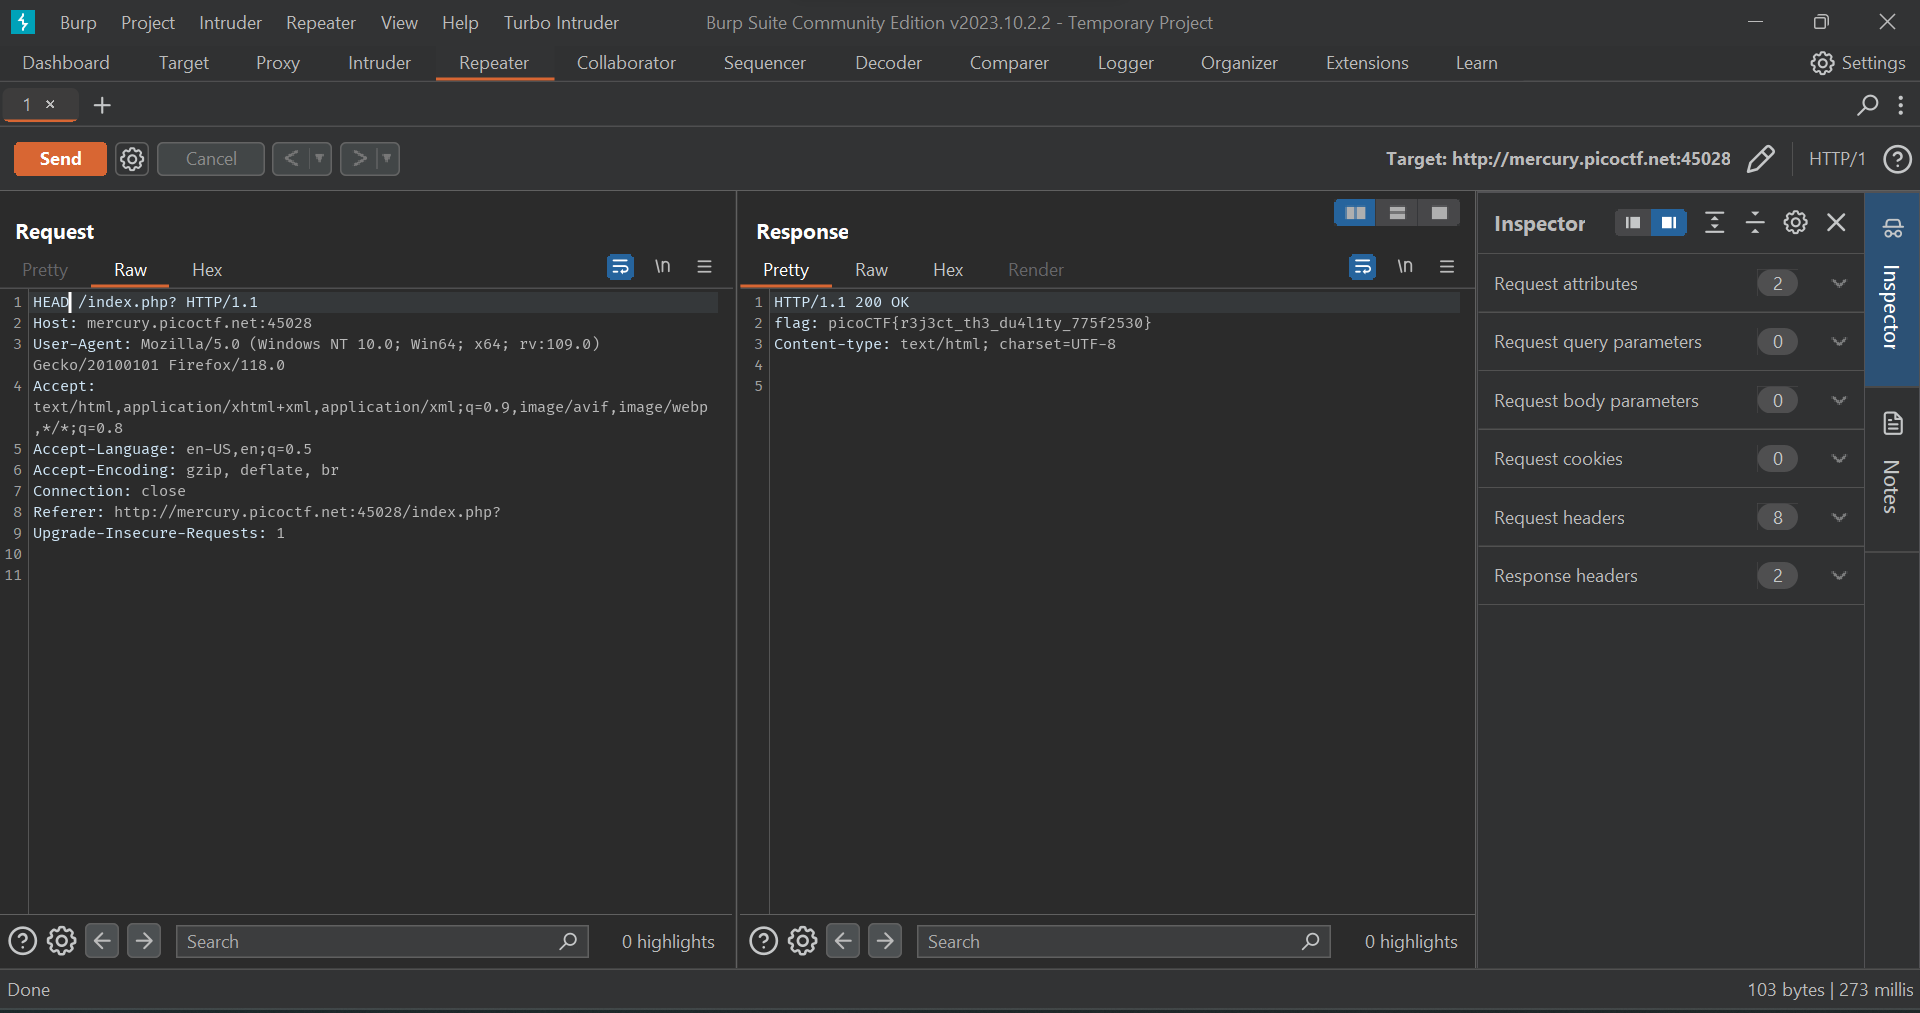 Burp Project Intruder Repeater View Help Turbo Intruder Burp Suite Community Edition v2023.10.2.2 - Temporary Project
Dashboard Target Proxy Intruder Repeater Collaborator Sequencer Decoder Comparer Logger Organizer Extensions Learn Settings
1 × +
Send Cancel < > Target: http://mercury.picoctf.net:45028 HTTP/1 ?
Request
Pretty Raw Hex \n
1 HEAD /index.php? HTTP/1.1
2 Host: mercury.picoctf.net:45028
3 User-Agent: Mozilla/5.0 (Windows NT 10.0; Win64; x64; rv:109.0)
Gecko/20100101 Firefox/118.0
4 Accept:
text/html,application/xhtml+xml,application/xml;q=0.9,image/avif,image/webp
,*/*;q=0.8
5 Accept-Language: en-US,en;q=0.5
6 Accept-Encoding: gzip, deflate, br
7 Connection: close
8 Referer: http://mercury.picoctf.net:45028/index.php?
9 Upgrade-Insecure-Requests: 1
10
11
Search 0 highlights
Response
Pretty Raw Hex Render \n
1 HTTP/1.1 200 OK
2 flag: picoCTF{r3j3ct_th3_du4l1ty_775f2530}
3 Content-type: text/html; charset=UTF-8
4
5
Search 0 highlights
Inspector
Request attributes 2
Request query parameters 0
Request body parameters 0
Request cookies 0
Request headers 8
Response headers 2
Inspector
Notes
Done 103 bytes | 273 millis